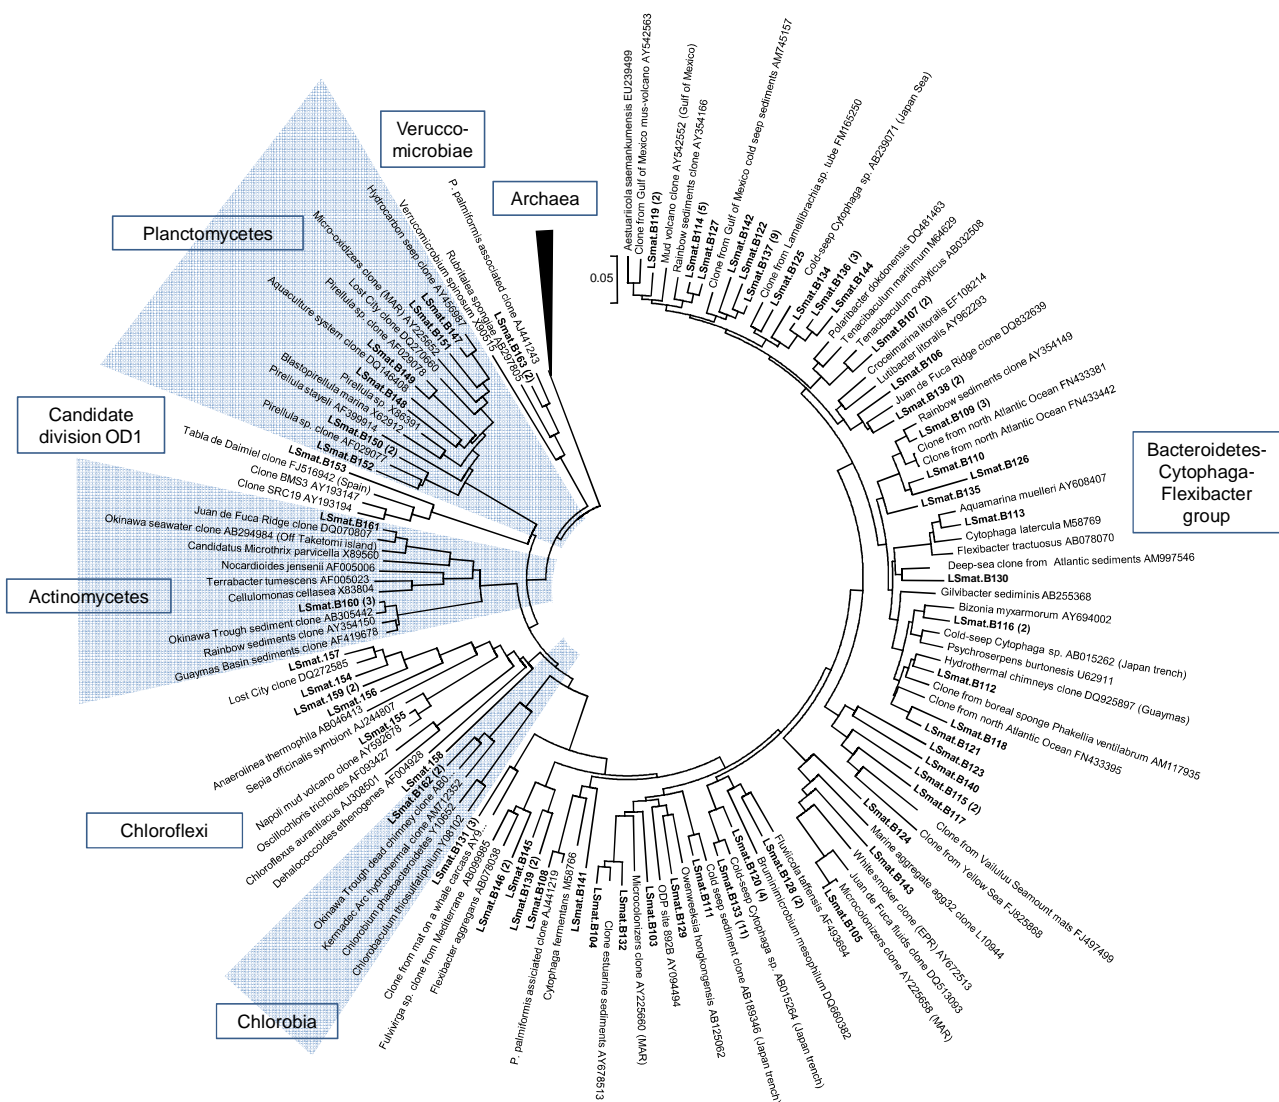 Verucco-
microbiae
Archaea
Planctomycetes
Candidate
division OD1
Actinomycetes
Chloroflexi
Chlorobia
Bacteroidetes-
Cytophaga-
Flexibacter
group
0.05
Aestuariicola saemankumensis EU239499
Clone from Gulf of Mexico mus-volcano AY542563
LSmat.B119 (2)
Mud volcano clone AY542552 (Gulf of Mexico)
Rainbow sediments clone AY354166
LSmat.B114 (5)
LSmat.B127
Clone from Gulf of Mexico cold seep sediments AM745157
LSmat.B142
LSmat.B122
LSmat.B137 (9)
Clone from Lamellibrachia sp. tube FM165250
LSmat.B125
Cold-seep Cytophaga sp. AB239071 (Japan Sea)
LSmat.B134
LSmat.B136 (3)
LSmat.B144
Polaribacter dokdonensis DQ481463
Tenacibaculum maritimum M64629
Tenacibaculum ovolyticus AB032508
LSmat.B107 (2)
Croceimarina litoralis EF108214
Lutibacter litoralis AY962293
LSmat.B106
Juan de Fuca Ridge clone DQ832639
LSmat.B138 (2)
Rainbow sediments clone AY354149
LSmat.B109 (3)
Clone from north Atlantic Ocean FN433381
Clone from north Atlantic Ocean FN433442
LSmat.B110
LSmat.B126
LSmat.B135
Aquamarina muelleri AY608407
LSmat.B113
Cytophaga latercula M58769
Flexibacter tractuosus AB078070
Deep-sea clone from Atlantic sediments AM997546
LSmat.B130
Gilvibacter sediminis AB255368
Bizonia myxarmorum AY694002
LSmat.B116 (2)
Cold-seep Cytophaga sp. AB015262 (Japan trench)
Psychroserpens burtonesis U62911
Hydrothermal chimneys clone DQ925897 (Guaymas)
LSmat.B112
Clone from boreal sponge Phakellia ventilabrum AM117935
Clone from north Atlantic Ocean FN433395
LSmat.B118
LSmat.B121
LSmat.B123
LSmat.B140
LSmat.B115 (2)
LSmat.B117
Clone from Vailuluu Seamount mats FJ497499
Clone from Yellow Sea FJ825868
LSmat.B124
Marine aggregate agg32 clone L10944
LSmat.B143
White smoker clone (EPR) AY672513
Juan de Fuca fluids clone DQ513093
Microcolonizers clone AY225658 (MAR)
LSmat.B105
Fluviicola taffensis AF493694
LSmat.B128 (2)
Bruminimicrobium mesophilum DQ660382
LSmat.B120 (4)
Cold-seep Cytophaga sp. AB015264 (Japan trench)
LSmat.B133 (11)
Cold seep sediment clone AB189346 (Japan trench)
LSmat.B111
Owenweeksia hongkongensis AB125062
LSmat.B129
ODP site 892B AY094494
LSmat.B103
Microcolonizers clone AY225660 (MAR)
LSmat.B132
Clone estuarine sediments AY678513
LSmat.B104
LSmat.B141
Cytophaga fermentans M58766
P. palmiformis assiciated clone AJ441219
LSmat.B108
LSmat.B139 (2)
LSmat.B145
LSmat.B146 (2)
Flexibacter aggregans AB078038
Fulvivirga sp. clone from Mediterrane AB099985
Clone from mat on a whale carcass AY9...
LSmat.B131 (3)
Chlorobaculum thiosulfatiphilum Y08102
Chlorobium phaebacteroidetes Y10652
Kermadec Arc hydrothermal clone AM712352
Okinawa Trough dead chimney clone AB0...
LSmat.B162 (2)
LSmat.158
Dehalococcoides ethenogenes AF004928
Chloroflexus aurantiacus AJ308501
Oscillochloris trichoides AF093427
Napoli mud volcano clone AY592678
LSmat.155
Sepia officinalis symbiont AJ244807
Anaerolinea thermophila AB046413
LSmat.156
LSmat.159 (2)
LSmat.154
Lost City clone DQ272585
LSmat.157
Guaymas Basin sediments clone AF419678
Rainbow sediments clone AY354150
Okinawa Trough sediment clone AB305442
LSmat.B160 (3)
Cellulomonas cellasea X83804
Terrabacter tumescens AF005023
Nocardioides jensenii AF005006
Candidatus Microthrix parvicella X89560
Okinawa seawater clone AB294984 (Off Taketomi island)
Juan de Fuca Ridge clone DQ070807
LSmat.B161
Clone SRC19 AY193194
Clone BMS3 AY193147
Tabla de Daimiel clone FJ516942 (Spain)
LSmat.B153
LSmat.B152
Pirellula sp. clone AF029077
LSmat.B150 (2)
Pirellula stayeli AF399914
Blastopirellula marina X62912
Pirellula sp. X86391
LSmat.B148
LSmat.B149
Aquaculture system clone DQ146408
Pirellula sp. clone AF029078
Lost City clone DQ270660
Micro-oxidizers clone (MAR) AY225652
LSmat.B151
LSmat.B147
Hydrocarbon seep clone AY456987
Verrucomicrobium spinosum X90515
Rubritalea spongiae AB297805
LSmat.B163 (2)
P. palmiformis associated clone AJ441243